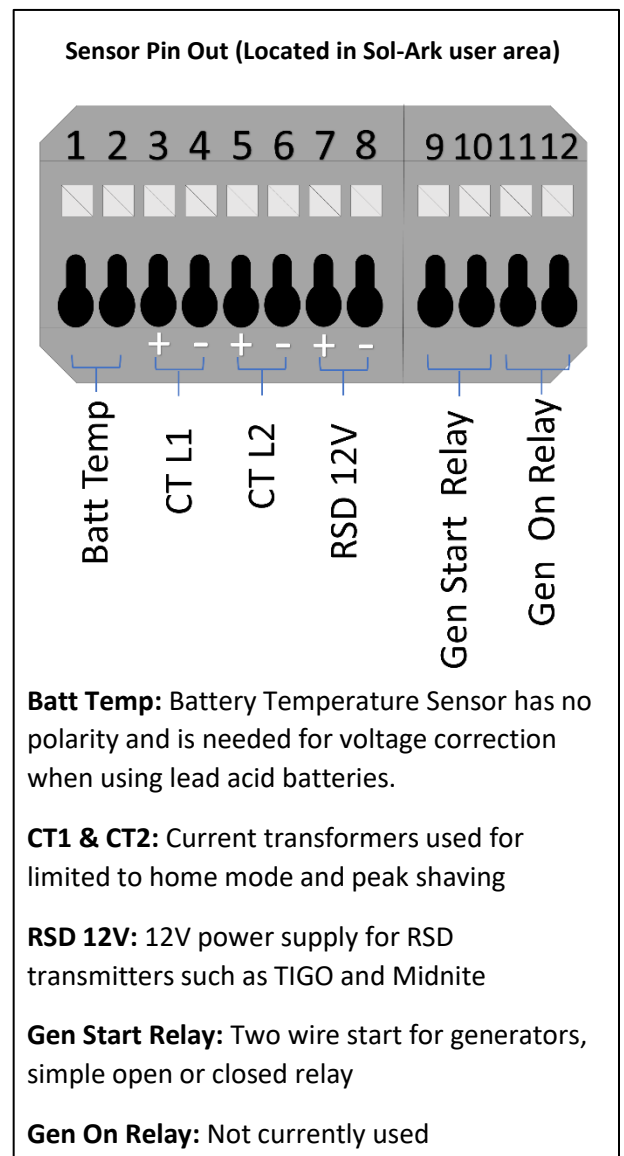 Sensor Pin Out (Located in Sol-Ark user area)
1 2 3 4 5 6 7 8 9 10 11 12
+ - + - + -
Batt Temp
CT L1
CT L2
RSD 12V
Gen Start Relay
Gen On Relay
Batt Temp: Battery Temperature Sensor has no
polarity and is needed for voltage correction
when using lead acid batteries.
CT1 & CT2: Current transformers used for
limited to home mode and peak shaving
RSD 12V: 12V power supply for RSD
transmitters such as TIGO and Midnite
Gen Start Relay: Two wire start for generators,
simple open or closed relay
Gen On Relay: Not currently used